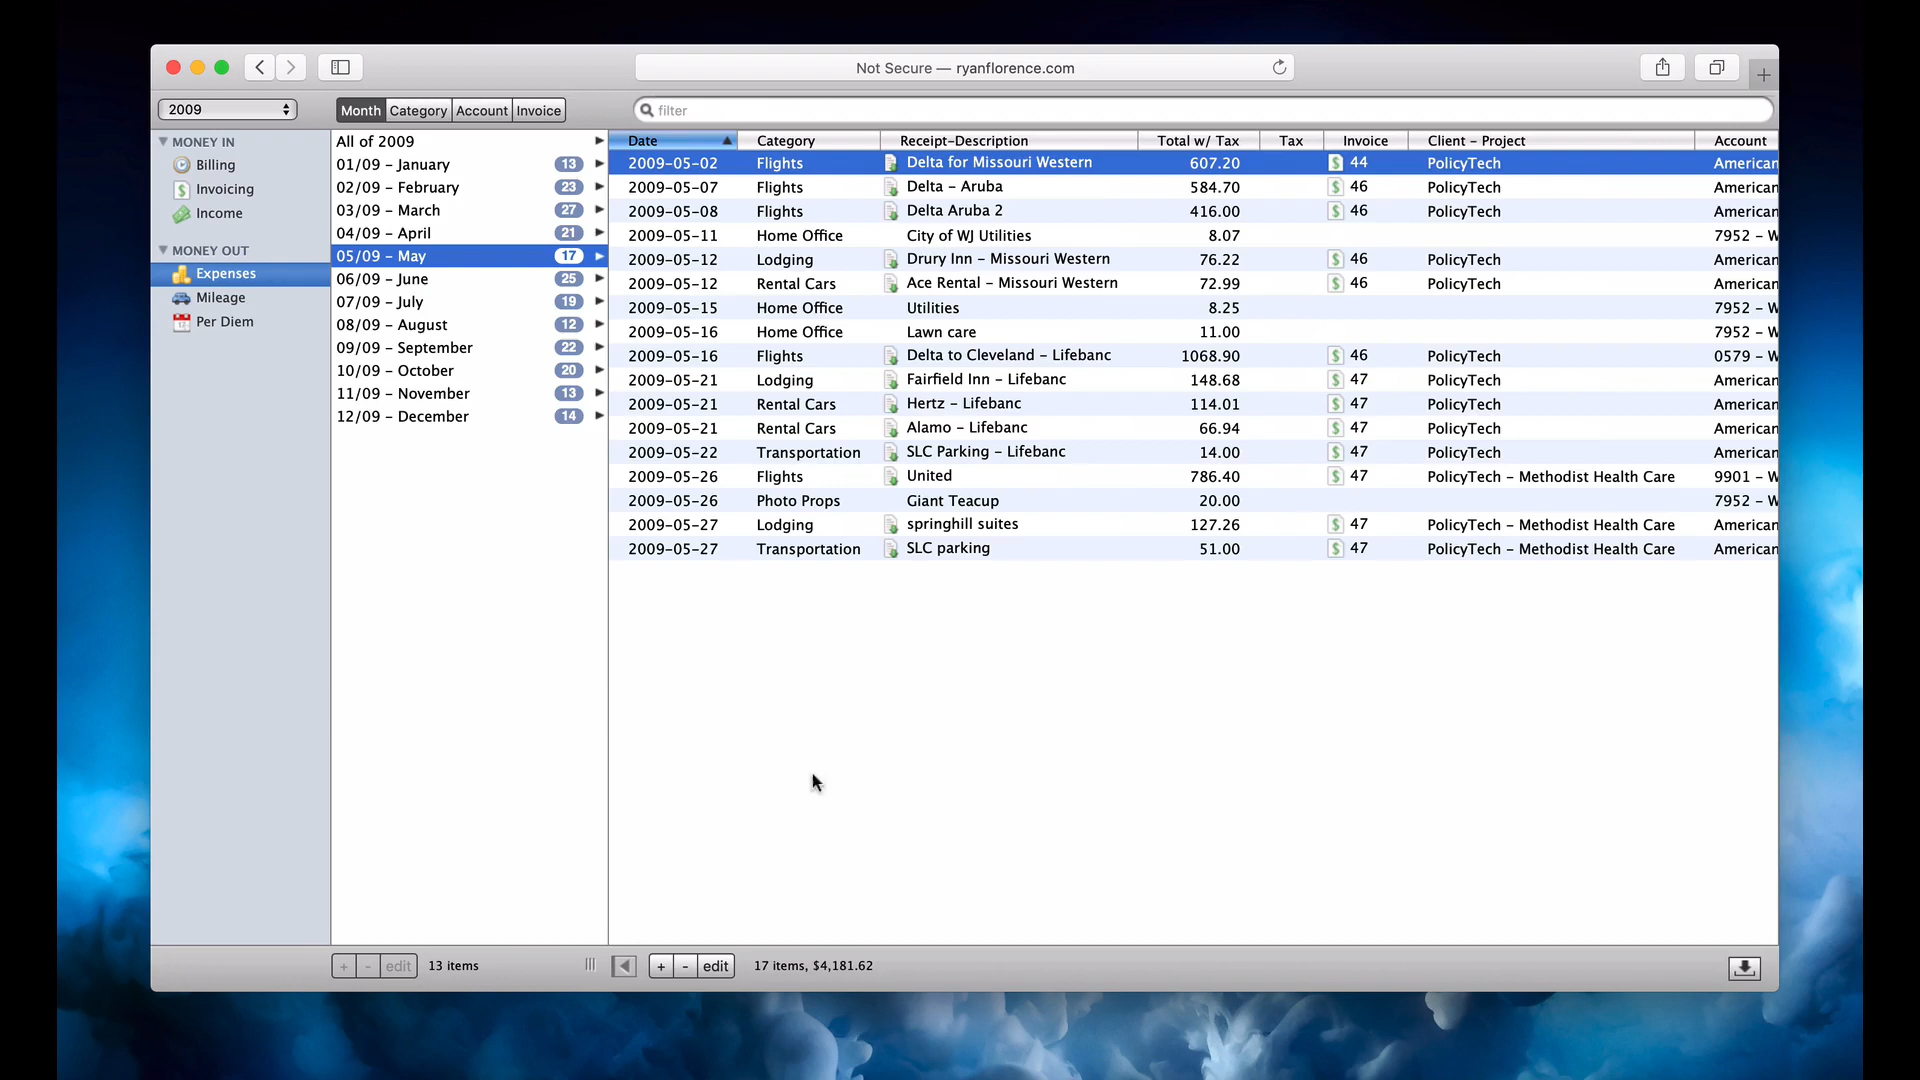 Not Secure — ryanflorence.com
2009 Month Category Account Invoice filter
MONEY IN
Billing
Invoicing
Income
MONEY OUT
Expenses
Mileage
Per Diem
All of 2009
01/09 – January 13
02/09 – February 23
03/09 – March 27
04/09 – April 21
05/09 – May 17
06/09 – June 25
07/09 – July 19
08/09 – August 12
09/09 – September 22
10/09 – October 20
11/09 – November 13
12/09 – December 14
Date Category Receipt-Description Total w/ Tax Tax Invoice Client – Project Account
2009-05-02 Flights Delta for Missouri Western 607.20 $ 44 PolicyTech American
2009-05-07 Flights Delta – Aruba 584.70 $ 46 PolicyTech American
2009-05-08 Flights Delta Aruba 2 416.00 $ 46 PolicyTech American
2009-05-11 Home Office City of WJ Utilities 8.07 7952 – W
2009-05-12 Lodging Drury Inn – Missouri Western 76.22 $ 46 PolicyTech American
2009-05-12 Rental Cars Ace Rental – Missouri Western 72.99 $ 46 PolicyTech American
2009-05-15 Home Office Utilities 8.25 7952 – W
2009-05-16 Home Office Lawn care 11.00 7952 – W
2009-05-16 Flights Delta to Cleveland – Lifebanc 1068.90 $ 46 PolicyTech 0579 – W
2009-05-21 Lodging Fairfield Inn – Lifebanc 148.68 $ 47 PolicyTech American
2009-05-21 Rental Cars Hertz – Lifebanc 114.01 $ 47 PolicyTech American
2009-05-21 Rental Cars Alamo – Lifebanc 66.94 $ 47 PolicyTech American
2009-05-22 Transportation SLC Parking – Lifebanc 14.00 $ 47 PolicyTech American
2009-05-26 Flights United 786.40 $ 47 PolicyTech – Methodist Health Care 9901 – W
2009-05-26 Photo Props Giant Teacup 20.00 7952 – W
2009-05-27 Lodging springhill suites 127.26 $ 47 PolicyTech – Methodist Health Care American
2009-05-27 Transportation SLC parking 51.00 $ 47 PolicyTech – Methodist Health Care American
+ - edit 13 items + - edit 17 items, $4,181.62